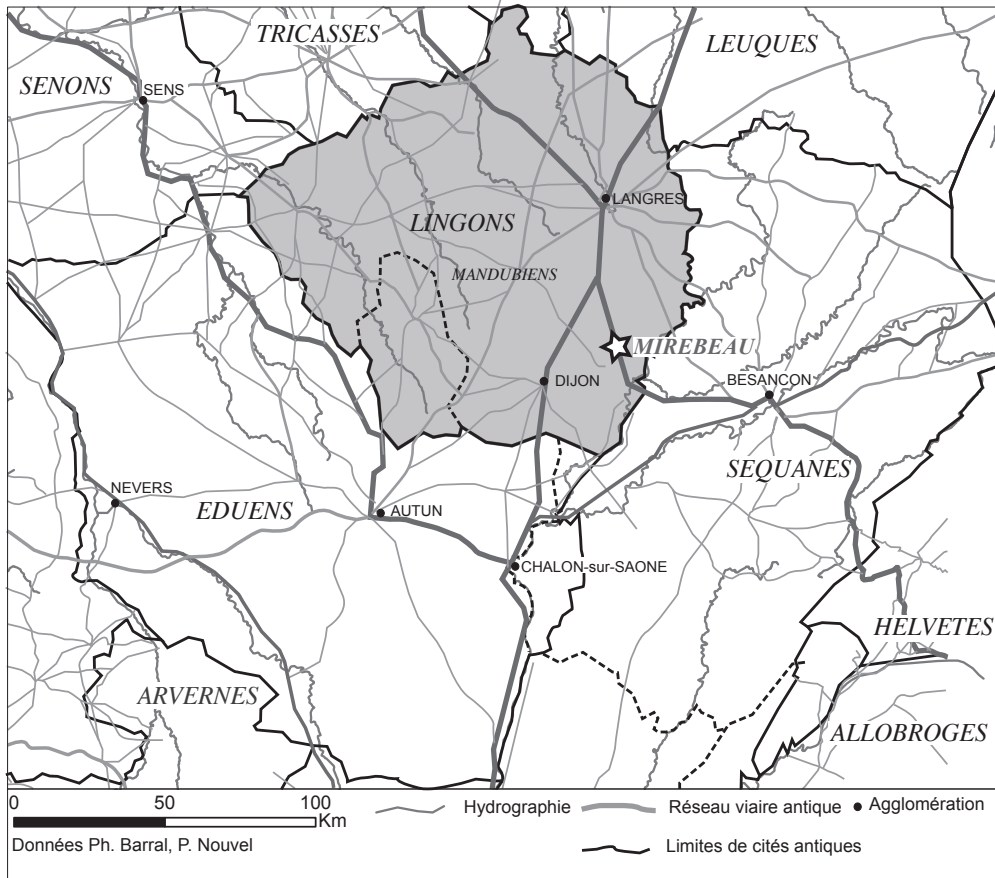 TRICASSES
LEUQUES
SENONS
SENS
LANGRES
LINGONS
MANDUBIENS
MIREBEAU
DIJON
BESANÇON
SEQUANES
NEVERS
EDUENS
AUTUN
CHALON-sur-SAONE
HELVETES
ARVERNES
ALLOBROGES
0 50 100 Km
Hydrographie Réseau viaire antique Agglomération
Données Ph. Barral, P. Nouvel Limites de cités antiques